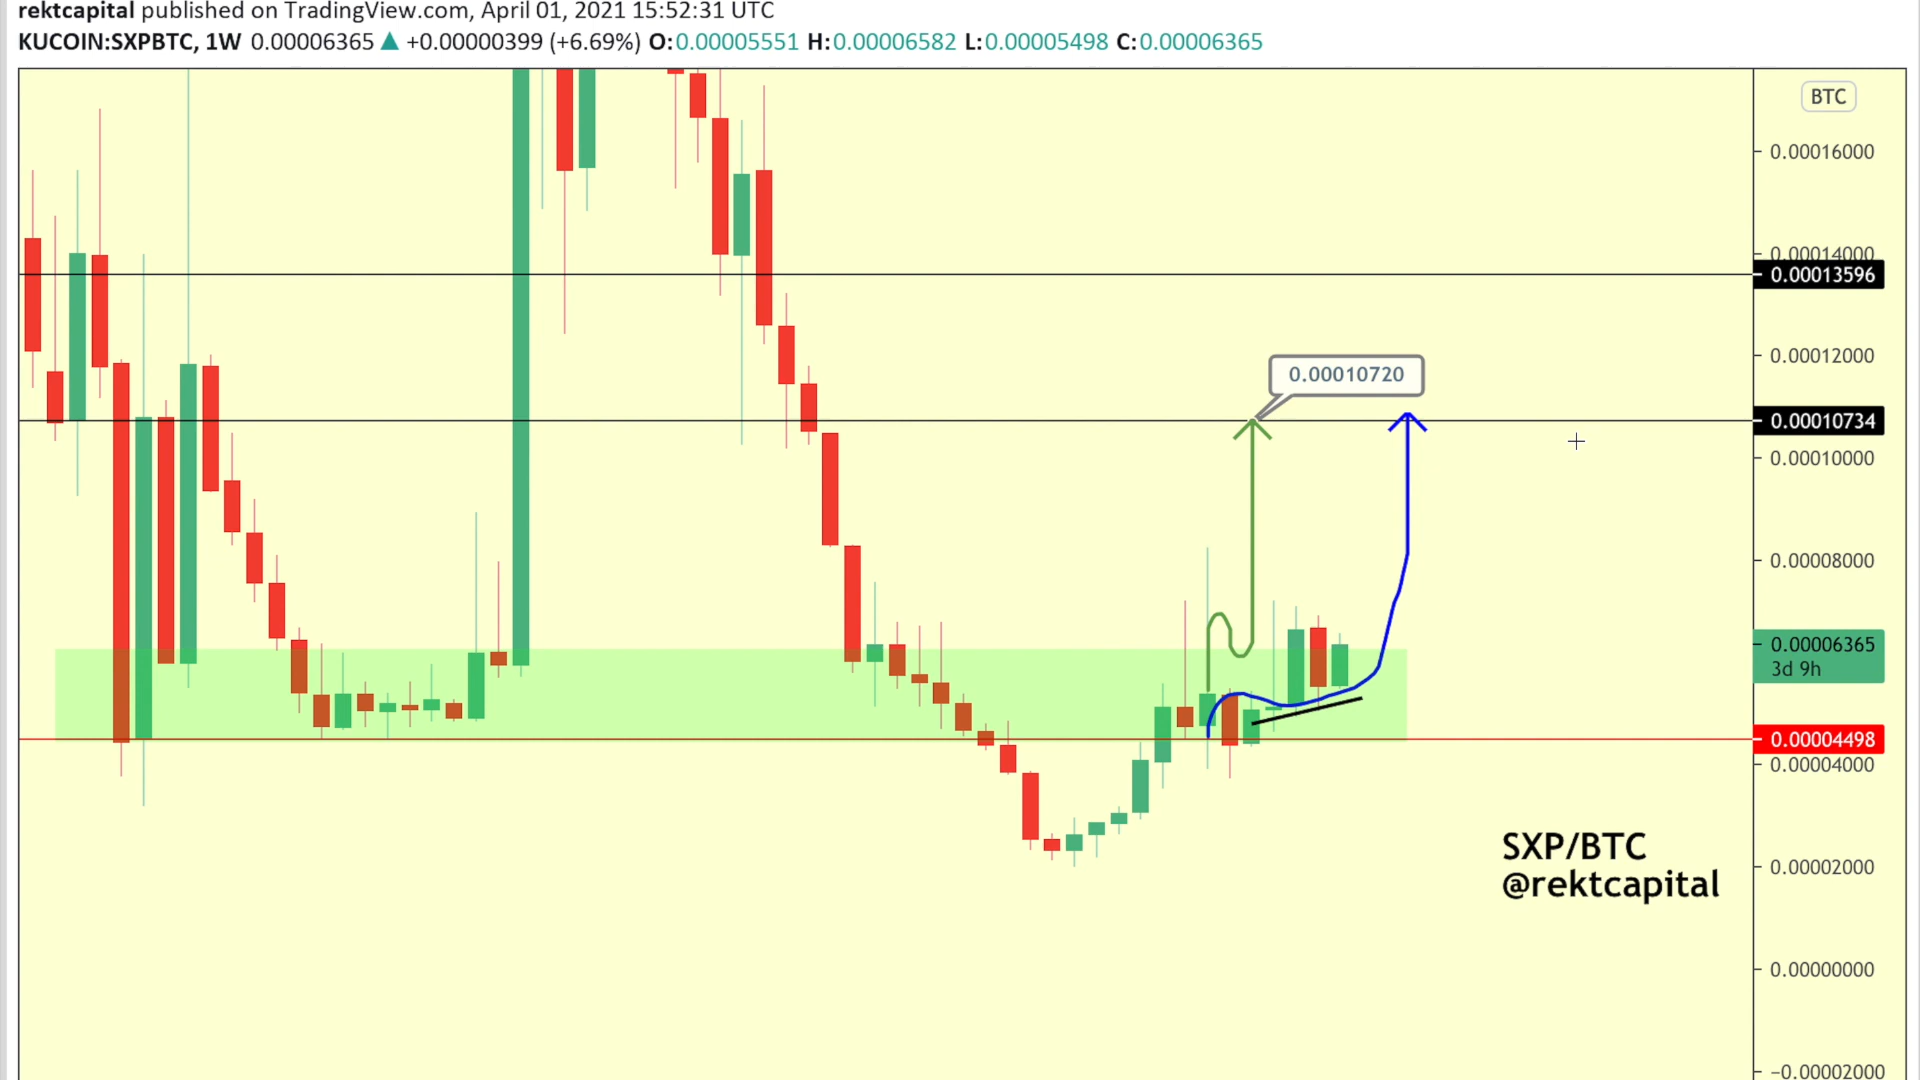 rektcapital published on TradingView.com, April 01, 2021 15:52:31 UTC
KUCOIN:SXPBTC, 1W 0.00006365 ▲ +0.00000399 (+6.69%) O:0.00005551 H:0.00006582 L:0.00005498 C:0.00006365
BTC
0.00016000
0.00014000
0.00013596
0.00012000
0.00010720
0.00010734
0.00010000
0.00008000
0.00006365
3d 9h
0.00004498
0.00004000
SXP/BTC
0.00002000
@rektcapital
0.00000000
-0.00002000